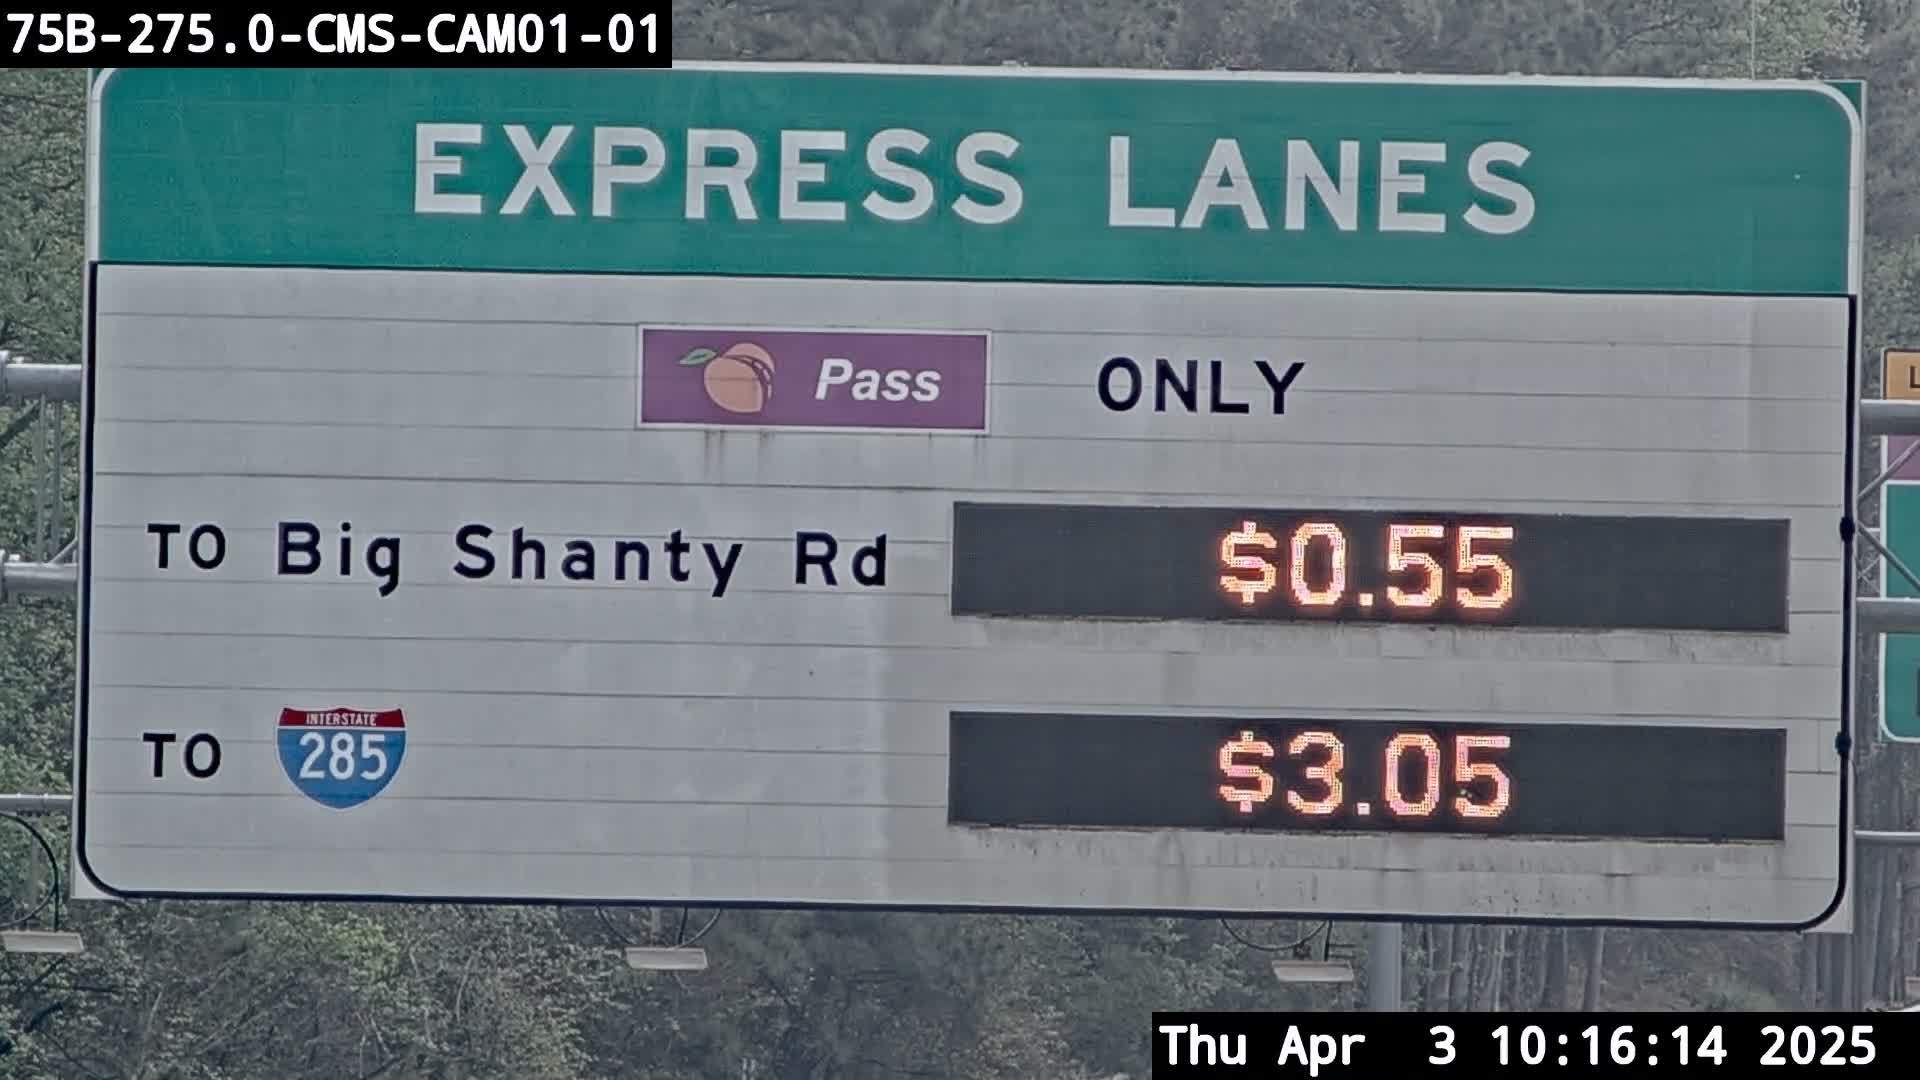 75B-275.0-CMS-CAM01-01
EXPRESS LANES
Pass ONLY
TO Big Shanty Rd $0.55
TO INTERSTATE 285 $3.05
Thu Apr 3 10:16:14 2025